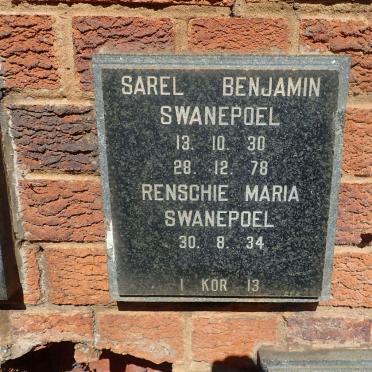 SAREL BENJAMIN
SWANEPOEL
13. 10. 30
28. 12. 78
RENSCHIE MARIA
SWANEPOEL
30. 8. 34
1 KOR 13